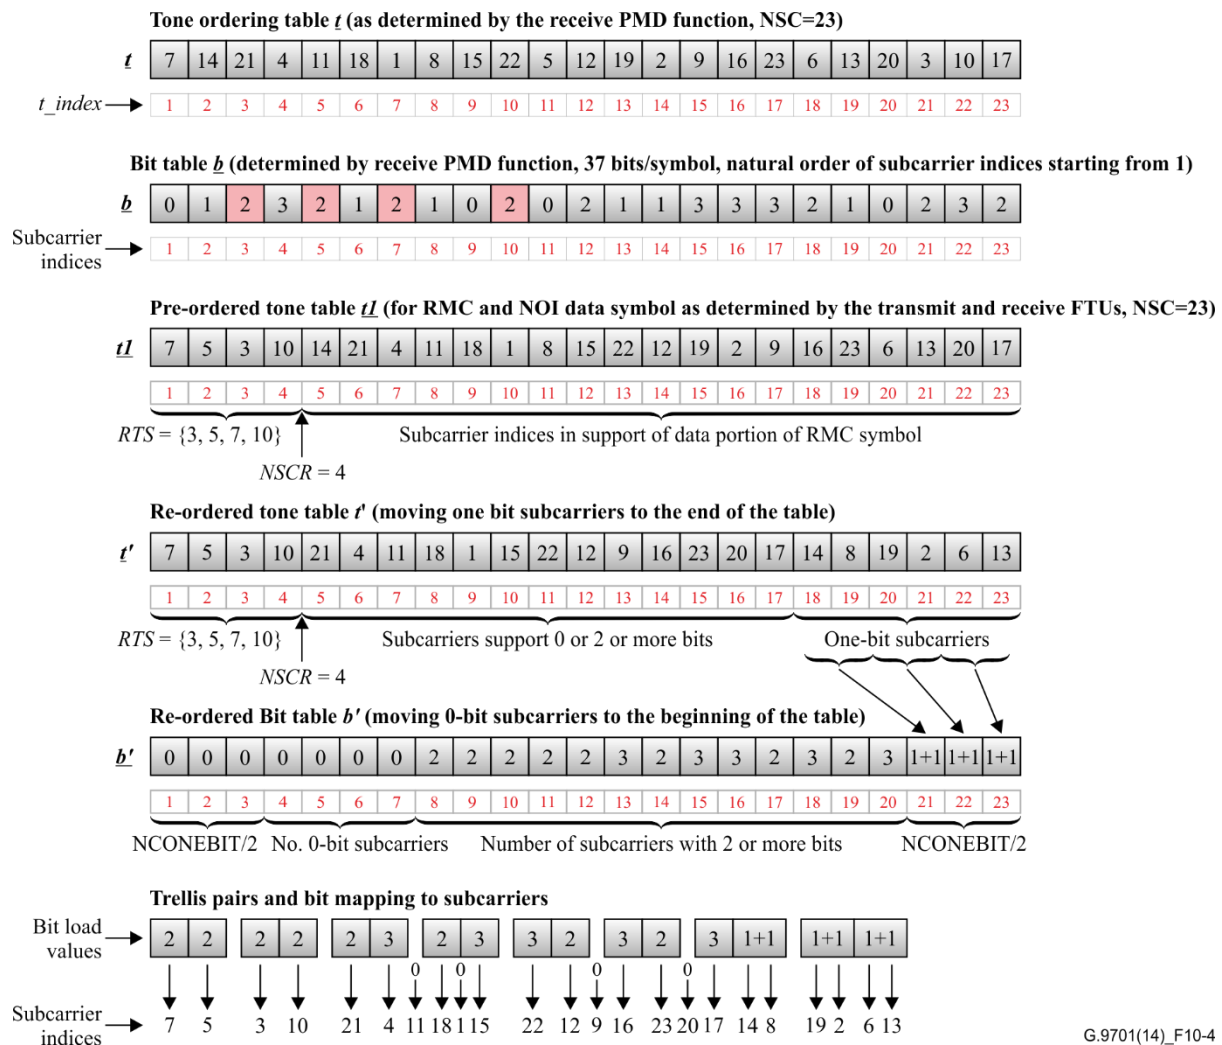 Tone ordering table t (as determined by the receive PMD function, NSC=23)
t 7 14 21 4 11 18 1 8 15 22 5 12 19 2 9 16 23 6 13 20 3 10 17
t_index 1 2 3 4 5 6 7 8 9 10 11 12 13 14 15 16 17 18 19 20 21 22 23
Bit table b (determined by receive PMD function, 37 bits/symbol, natural order of subcarrier indices starting from 1)
b 0 1 2 3 2 1 2 1 0 2 0 2 1 1 3 3 3 2 1 0 2 3 2
Subcarrier
indices 1 2 3 4 5 6 7 8 9 10 11 12 13 14 15 16 17 18 19 20 21 22 23
Pre-ordered tone table t1 (for RMC and NOI data symbol as determined by the transmit and receive FTUs, NSC=23)
t1 7 5 3 10 14 21 4 11 18 1 8 15 22 12 19 2 9 16 23 6 13 20 17
1 2 3 4 5 6 7 8 9 10 11 12 13 14 15 16 17 18 19 20 21 22 23
RTS = {3, 5, 7, 10} Subcarrier indices in support of data portion of RMC symbol
NSCR = 4
Re-ordered tone table t' (moving one bit subcarriers to the end of the table)
t' 7 5 3 10 21 4 11 18 1 15 22 12 9 16 23 20 17 14 8 19 2 6 13
1 2 3 4 5 6 7 8 9 10 11 12 13 14 15 16 17 18 19 20 21 22 23
RTS = {3, 5, 7, 10} Subcarriers support 0 or 2 or more bits One-bit subcarriers
NSCR = 4
Re-ordered Bit table b' (moving 0-bit subcarriers to the beginning of the table)
b' 0 0 0 0 0 0 0 2 2 2 2 2 3 2 3 3 2 3 2 3 1+1 1+1 1+1
1 2 3 4 5 6 7 8 9 10 11 12 13 14 15 16 17 18 19 20 21 22 23
NCONEBIT/2 No. 0-bit subcarriers Number of subcarriers with 2 or more bits NCONEBIT/2
Trellis pairs and bit mapping to subcarriers
Bit load
values 2 2 2 2 2 3 2 3 3 2 3 2 3 1+1 1+1 1+1
0 0 0 0
Subcarrier
indices 7 5 3 10 21 4 11 18 1 15 22 12 9 16 23 20 17 14 8 19 2 6 13
G.9701(14)_F10-4